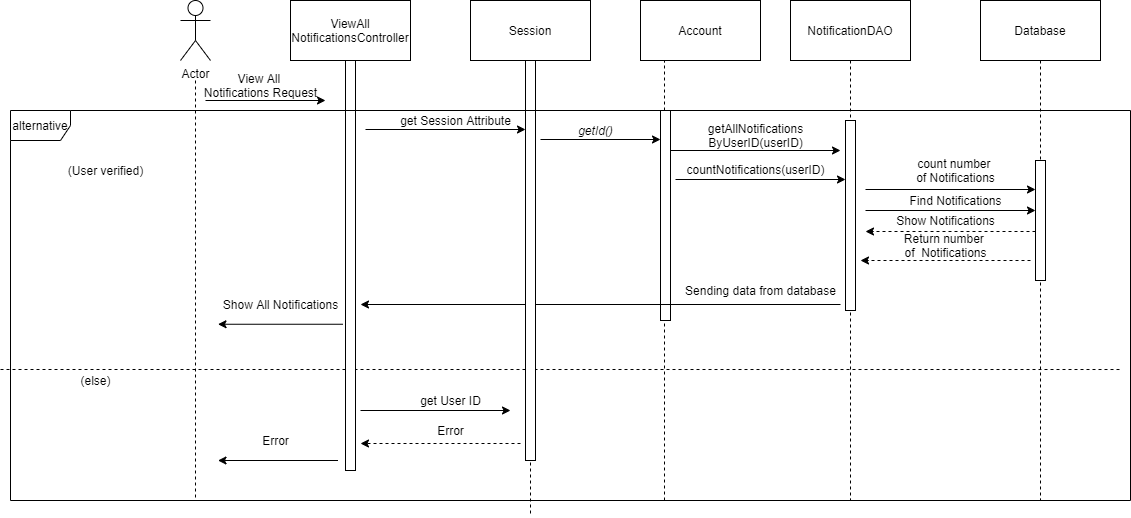 ViewAll
NotificationsController
Session
Account
NotificationDAO
Database
Actor
View All
Notifications Request
alternative
get Session Attribute
getId()
getAllNotifications
ByUserID(userID)
(User verified)
countNotifications(userID)
count number
of Notifications
Find Notifications
Show Notifications
Return number
of Notifications
Sending data from database
Show All Notifications
(else)
get User ID
Error
Error